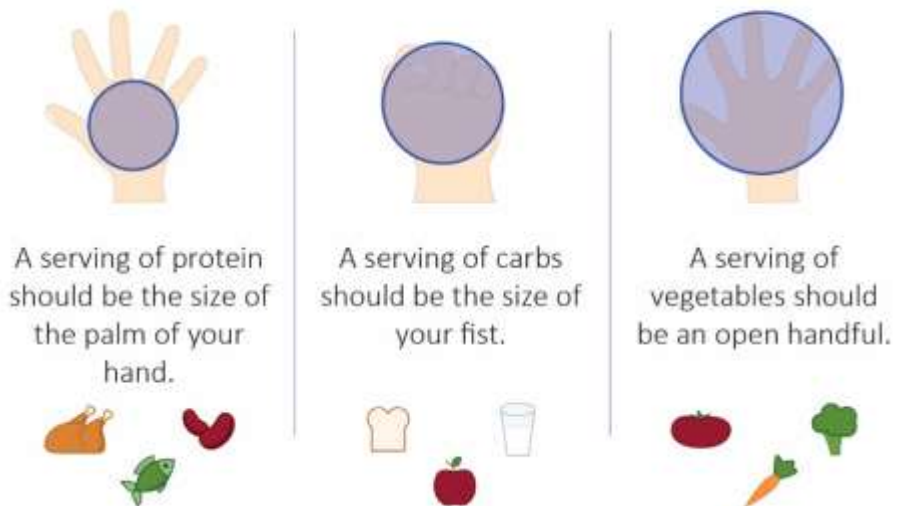 A serving of protein
should be the size of
the palm of your
hand.
A serving of carbs
should be the size of
your fist.
A serving of
vegetables should
be an open handful.